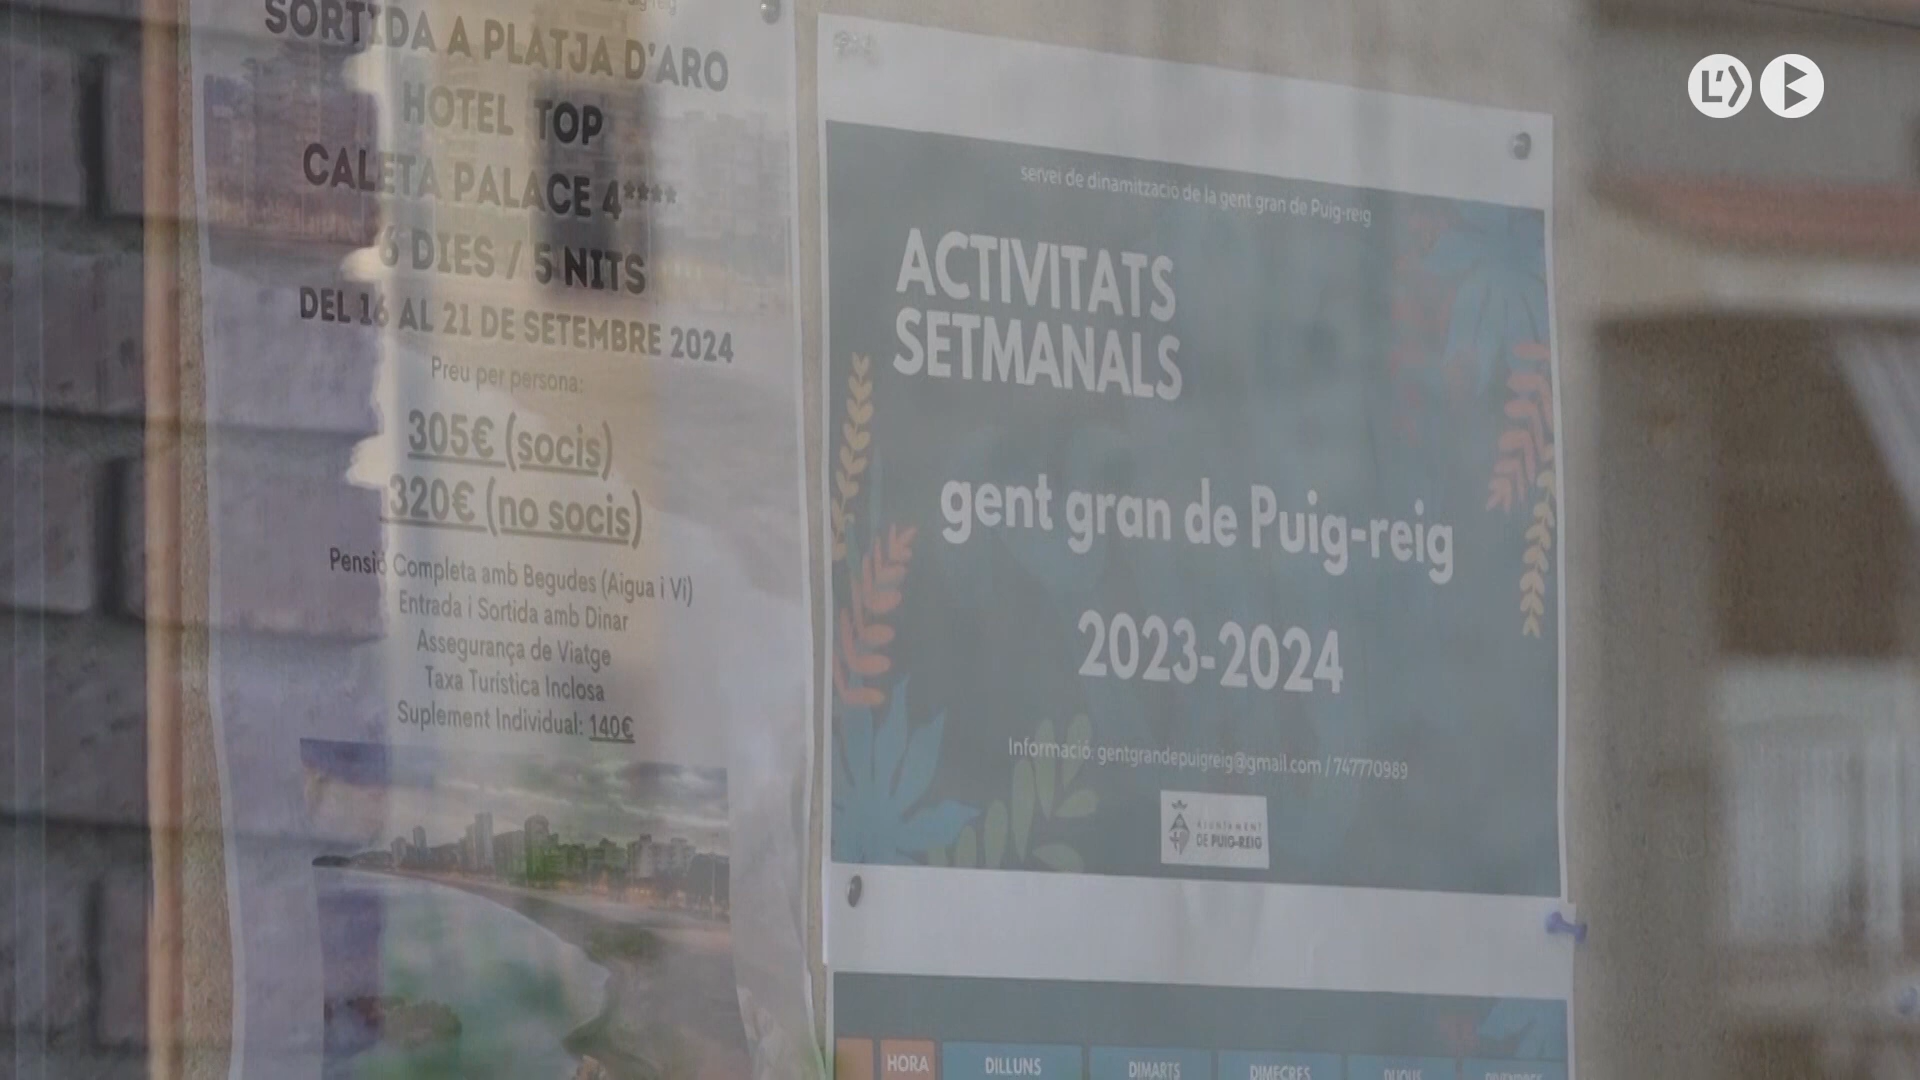 SORTIDA A PLATJA D'ARO
HOTEL TOP
CALETA PALACE 4****
6 DIES / 5 NITS
DEL 16 AL 21 DE SETEMBRE 2024
Preu per persona:
305€ (socis)
320€ (no socis)
Pensió Completa amb Begudes (Aigua i Vi)
Entrada i Sortida amb Dinar
Assegurança de Viatge
Taxa Turística Inclosa
Suplement Individual: 140€
servei de dinamització de la gent gran de Puig-reig
ACTIVITATS
SETMANALS
gent gran de Puig-reig
2023-2024
Informació: gentgrandepuigreig@gmail.com / 747770989
AJUNTAMENT
DE PUIG-REIG
HORA DILLUNS DIMARTS DIMECRES DIJOUS DIVENDRES
L'